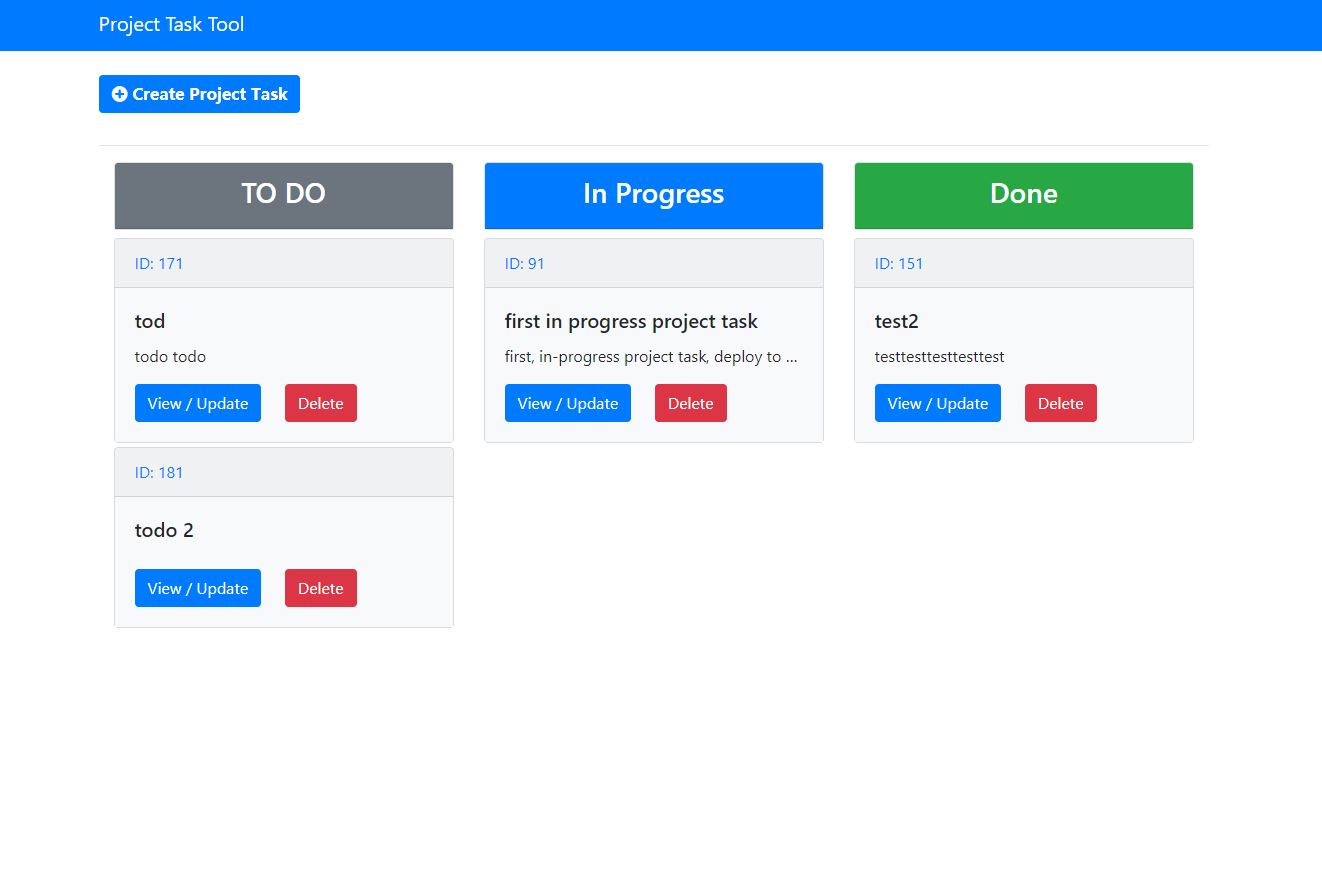 Project Task Tool
Create Project Task
TO DO
ID: 171
tod
todo todo
View / Update Delete
ID: 181
todo 2
View / Update Delete
In Progress
ID: 91
first in progress project task
first, in-progress project task, deploy to ...
View / Update Delete
Done
ID: 151
test2
testtesttesttesttest
View / Update Delete